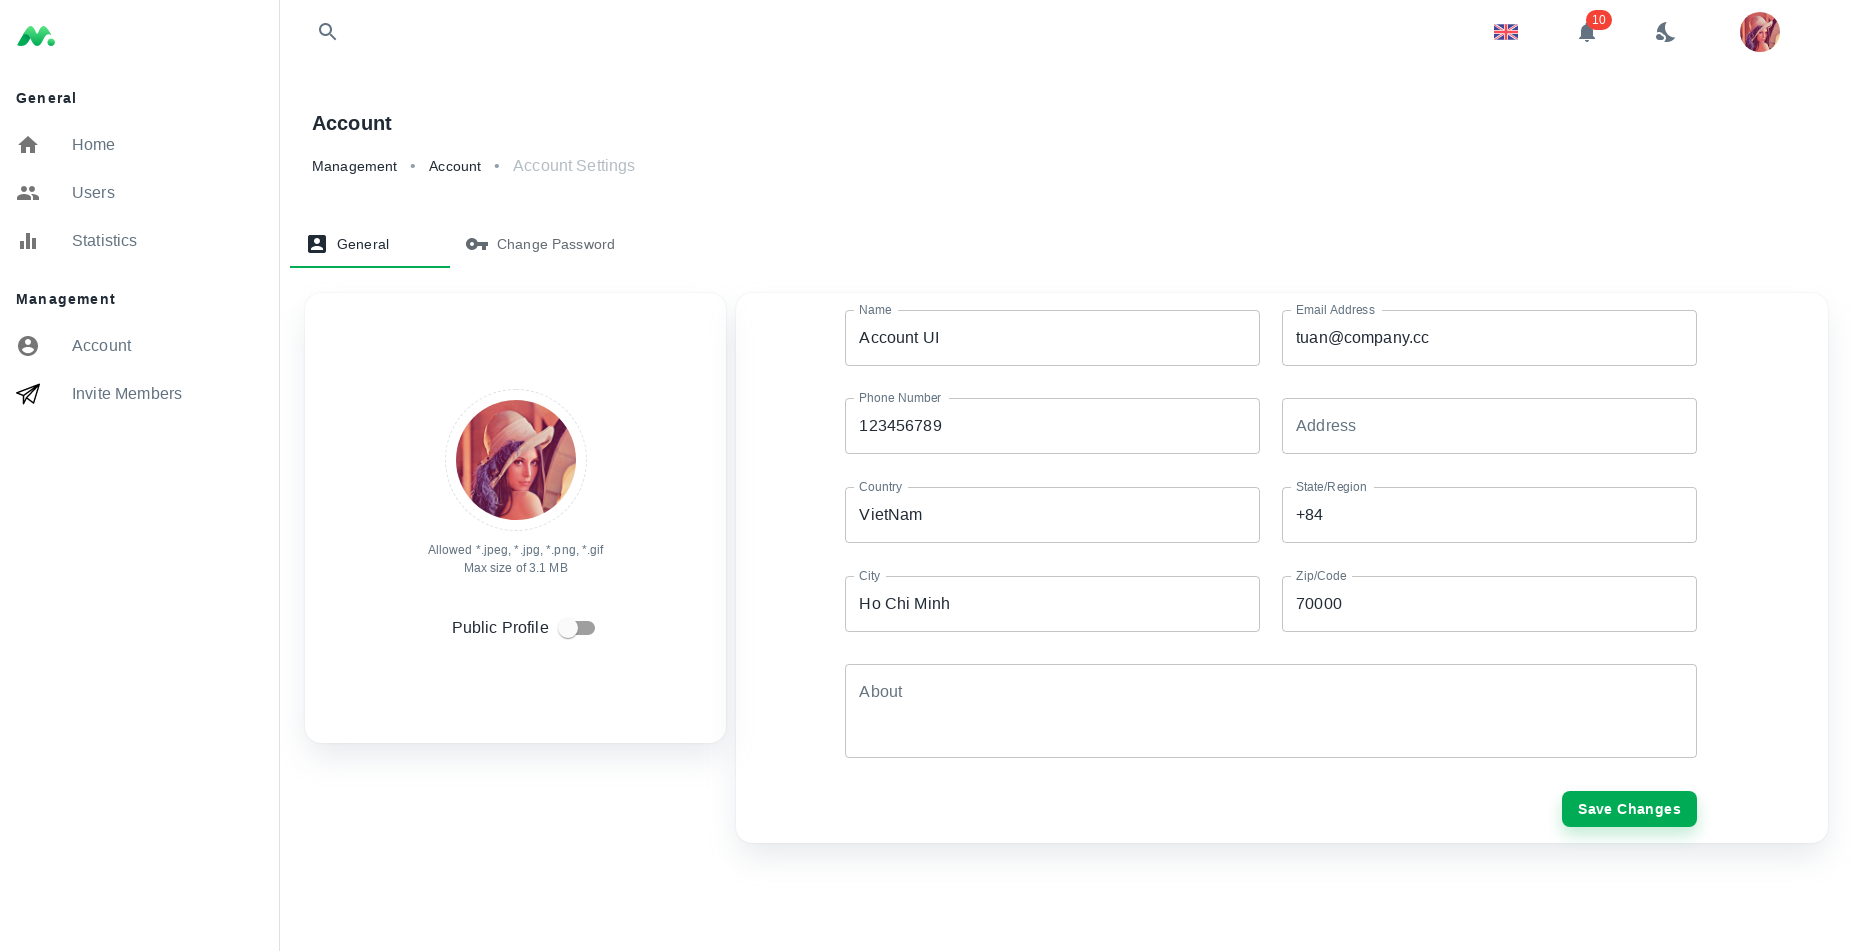 10
General
Home
Users
Statistics
Management
Account
Invite Members
Account
Management • Account • Account Settings
General
Change Password
Allowed *.jpeg, *.jpg, *.png, *.gif
Max size of 3.1 MB
Public Profile
Name
Account UI
Email Address
tuan@company.cc
Phone Number
123456789
Address
Country
VietNam
State/Region
+84
City
Ho Chi Minh
Zip/Code
70000
About
Save Changes